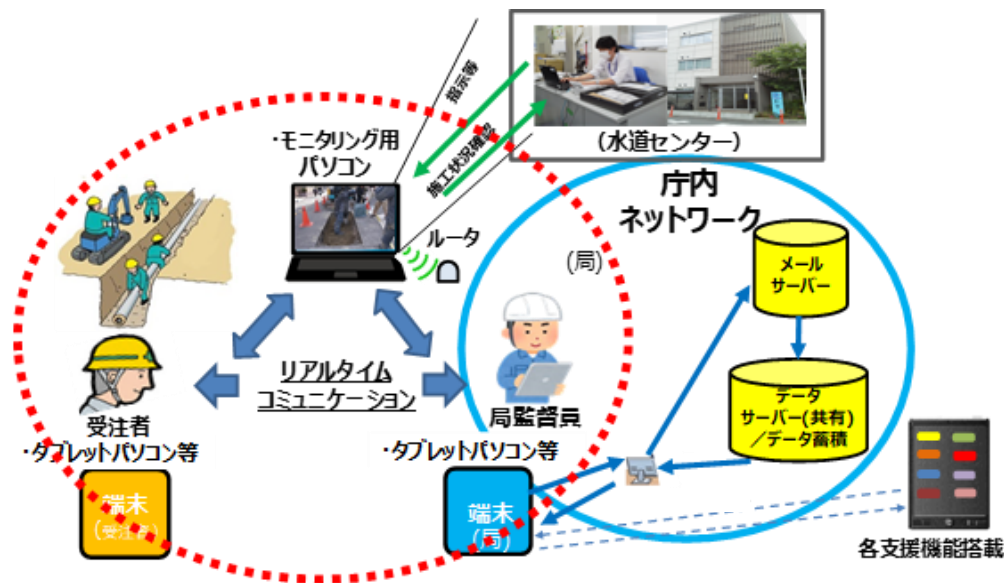 (水道センター)
指示等
施工状況確認
・モニタリング用
パソコン
ルータ
庁内
ネットワーク
(局)
メール
サーバー
データ
サーバー(共有)
／データ蓄積
リアルタイム
コミュニケーション
受注者
・タブレットパソコン等
局監督員
・タブレットパソコン等
端末
(受注者)
端末
(局)
各支援機能搭載